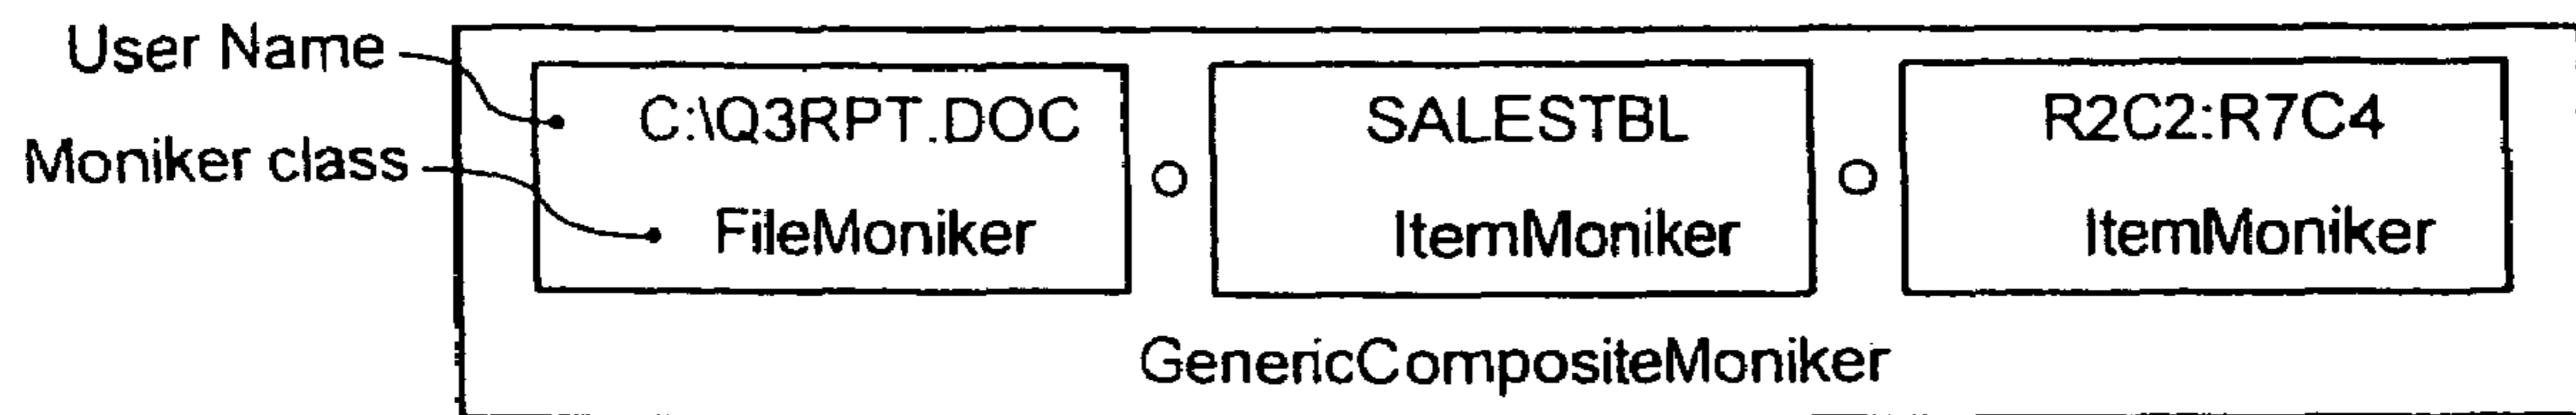 User Name
Moniker class
C:\Q3RPT.DOC
FileMoniker
SALESTBL
ItemMoniker
R2C2:R7C4
ItemMoniker
GenericCompositeMoniker